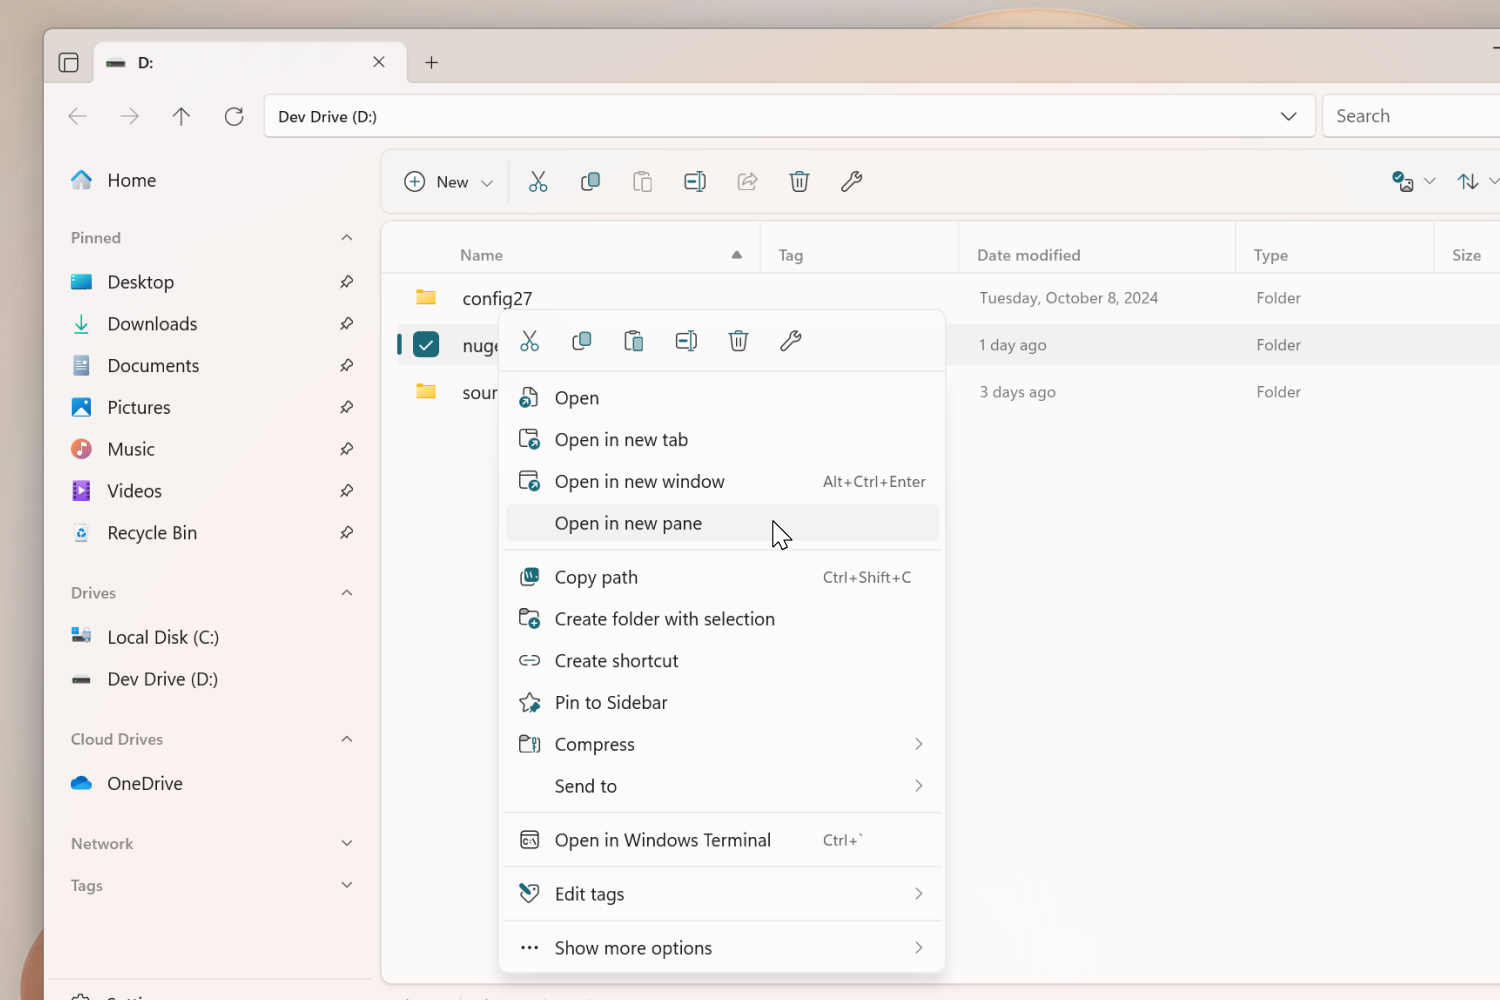 D:
Dev Drive (D:)
Search
Home
New
Pinned
Name
Tag
Date modified
Type
Size
Desktop
config27
Tuesday, October 8, 2024
Folder
Downloads
nuge
1 day ago
Folder
Documents
sour
3 days ago
Folder
Pictures
Music
Videos
Recycle Bin
Drives
Local Disk (C:)
Dev Drive (D:)
Cloud Drives
OneDrive
Network
Tags
Open
Open in new tab
Open in new window Alt+Ctrl+Enter
Open in new pane
Copy path Ctrl+Shift+C
Create folder with selection
Create shortcut
Pin to Sidebar
Compress
Send to
Open in Windows Terminal Ctrl+`
Edit tags
Show more options